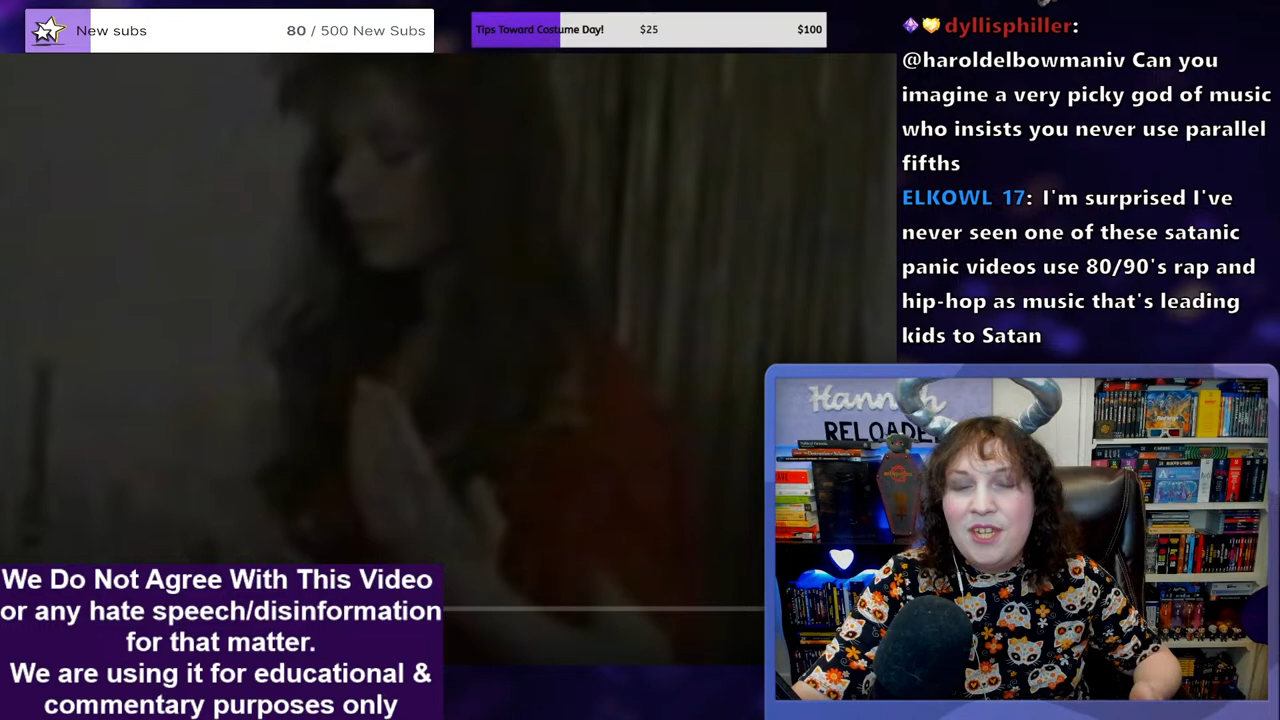 New subs
80 / 500 New Subs
Tips Toward Costume Day!
$25
$100
dyllisphiller:
@haroldelbowmaniv Can you
imagine a very picky god of music
who insists you never use parallel
fifths
ELKOWL 17: I'm surprised I've
never seen one of these satanic
panic videos use 80/90's rap and
hip-hop as music that's leading
kids to Satan
Hannah
RELOADED
We Do Not Agree With This Video
or any hate speech/disinformation
for that matter.
We are using it for educational &
commentary purposes only